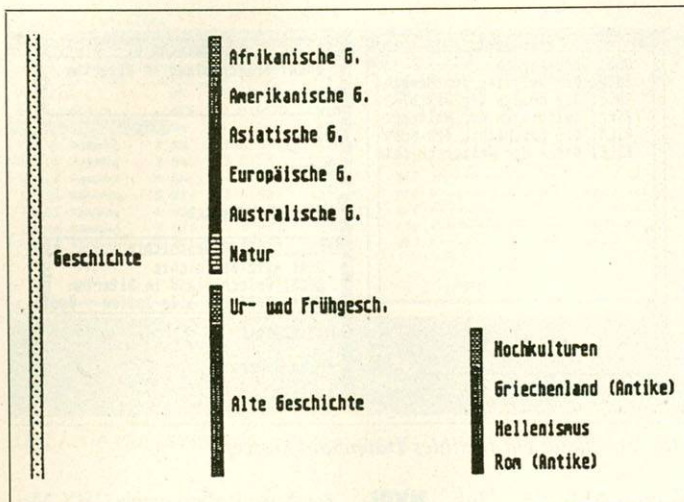 Afrikanische G.
Amerikanische G.
Asiatische G.
Europäische G.
Australische G.
Geschichte
Natur
Ur- und Frühgesch.
Hochkulturen
Griechenland (Antike)
Alte Geschichte
Hellenismus
Rom (Antike)